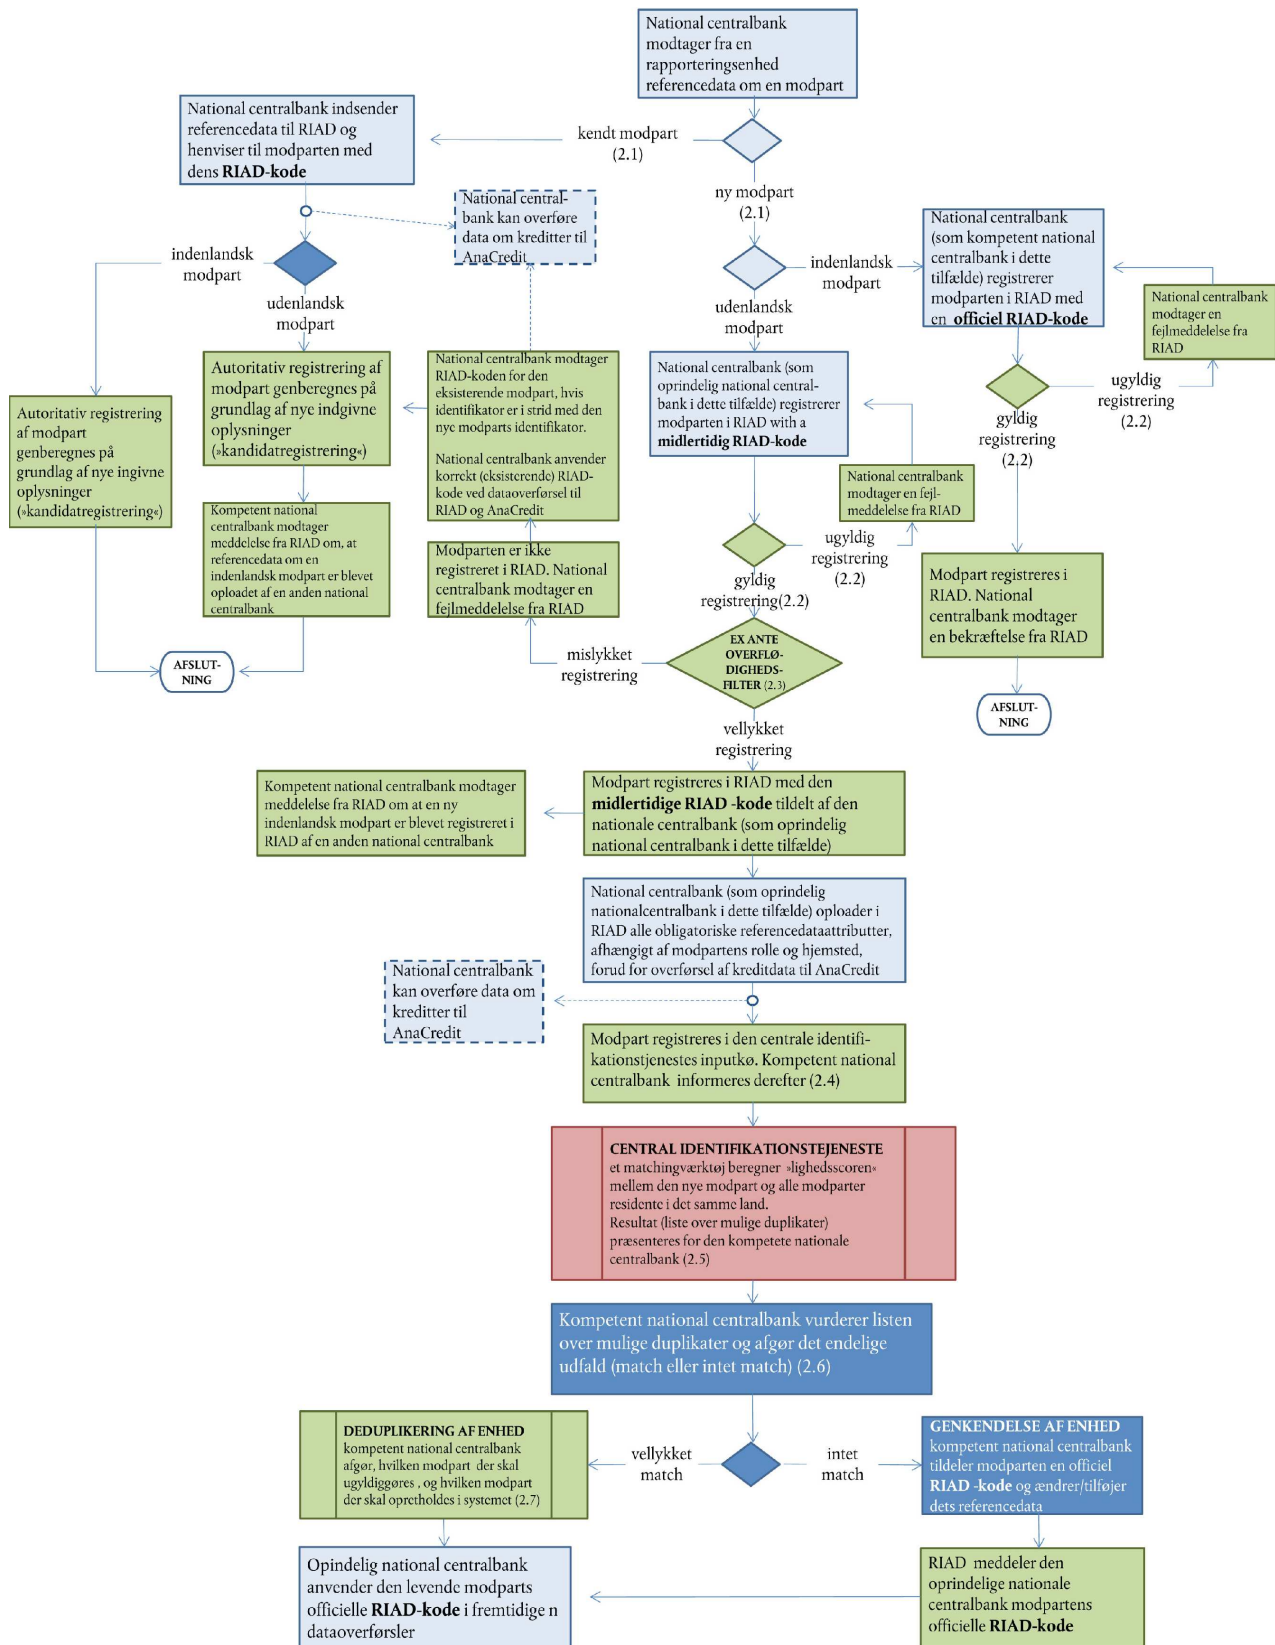 National centralbank
modtager fra en
rapporteringsenhed
referencedata om en modpart
National centralbank indsender
referencedata til RIAD og
henviser til modparten med
dens RIAD-kode
kendt modpart
(2.1)
ny modpart
(2.1)
National central-
bank kan overføre
data om kreditter til
AnaCredit
National centralbank
(som kompetent national
centralbank i dette
tilfælde) registrerer
modparten i RIAD med
en officiel RIAD-kode
indenlandsk
modpart
udenlandsk
modpart
indenlandsk
modpart
udenlandsk
modpart
National centralbank
modtager en
fejlmeddelelse fra
RIAD
Autoritativ registrering
af modpart
genberegnes på
grundlag af nye ingivne
oplysninger
(»kandidatregistrering«)
Autoritativ registrering af
modpart genberegnes på
grundlag af nye indgivne
oplysninger
(»kandidatregistrering«)
National centralbank modtager
RIAD-koden for den
eksisterende modpart, hvis
identifikator er i strid med den
nye modparts identifikator.
National centralbank anvender
korrekt (eksisterende) RIAD-
kode ved dataoverførsel til
RIAD og AnaCredit
National centralbank (som
oprindelig national central-
bank i dette tilfælde) registrerer
modparten i RIAD with a
midlertidig RIAD-kode
ugyldig
registrering
(2.2)
gyldig
registrering
(2.2)
National centralbank
modtager en fejl-
meddelelse fra RIAD
Kompetent national
centralbank modtager
meddelelse fra RIAD om, at
referencedata om en
indenlandsk modpart er blevet
oploadet af en anden national
centralbank
Modparten er ikke
registreret i RIAD. National
centralbank modtager en
fejlmeddelelse fra RIAD
ugyldig
registrering
(2.2)
gyldig
registrering(2.2)
Modpart registreres i
RIAD. National
centralbank modtager
en bekræftelse fra RIAD
AFSLUT-
NING
mislykket
registrering
EX ANTE
OVERFLØ-
DIGHEDS-
FILTER (2.3)
AFSLUT-
NING
vellykket
registrering
Kompetent national centralbank modtager
meddelelse fra RIAD om at en ny
indenlandsk modpart er blevet registreret i
RIAD af en anden national centralbank
Modpart registreres i RIAD med den
midlertidige RIAD -kode tildelt af den
nationale centralbank (som oprindelig
national centralbank i dette tilfælde)
National centralbank (som oprindelig
nationalcentralbank i dette tilfælde) oploader i
RIAD alle obligatoriske referencedataattributter,
afhængigt af modpartens rolle og hjemsted,
forud for overførsel af kreditdata til AnaCredit
National centralbank
kan overføre data om
kreditter til
AnaCredit
Modpart registreres i den centrale identifi-
kationstjenestes inputkø. Kompetent national
centralbank informeres derefter (2.4)
CENTRAL IDENTIFIKATIONSTEJENESTE
et matchingværktøj beregner »lighedsscoren«
mellem den nye modpart og alle modparter
residente i det samme land.
Resultat (liste over mulige duplikater)
præsenteres for den kompetete nationale
centralbank (2.5)
Kompetent national centralbank vurderer listen
over mulige duplikater og afgør det endelige
udfald (match eller intet match) (2.6)
DEDUPLIKERING AF ENHED
kompetent national centralbank
afgør, hvilken modpart der skal
ugyldiggøres , og hvilken modpart
der skal opretholdes i systemet (2.7)
vellykket
match
intet
match
GENKENDELSE AF ENHED
kompetent national centralbank
tildeler modparten en officiel
RIAD -kode og ændrer/tilføjer
dets referencedata
Opindelig national centralbank
anvender den levende modparts
officielle RIAD-kode i fremtidige n
dataoverførsler
RIAD meddeler den
oprindelige nationale
centralbank modpartens
officielle RIAD-kode